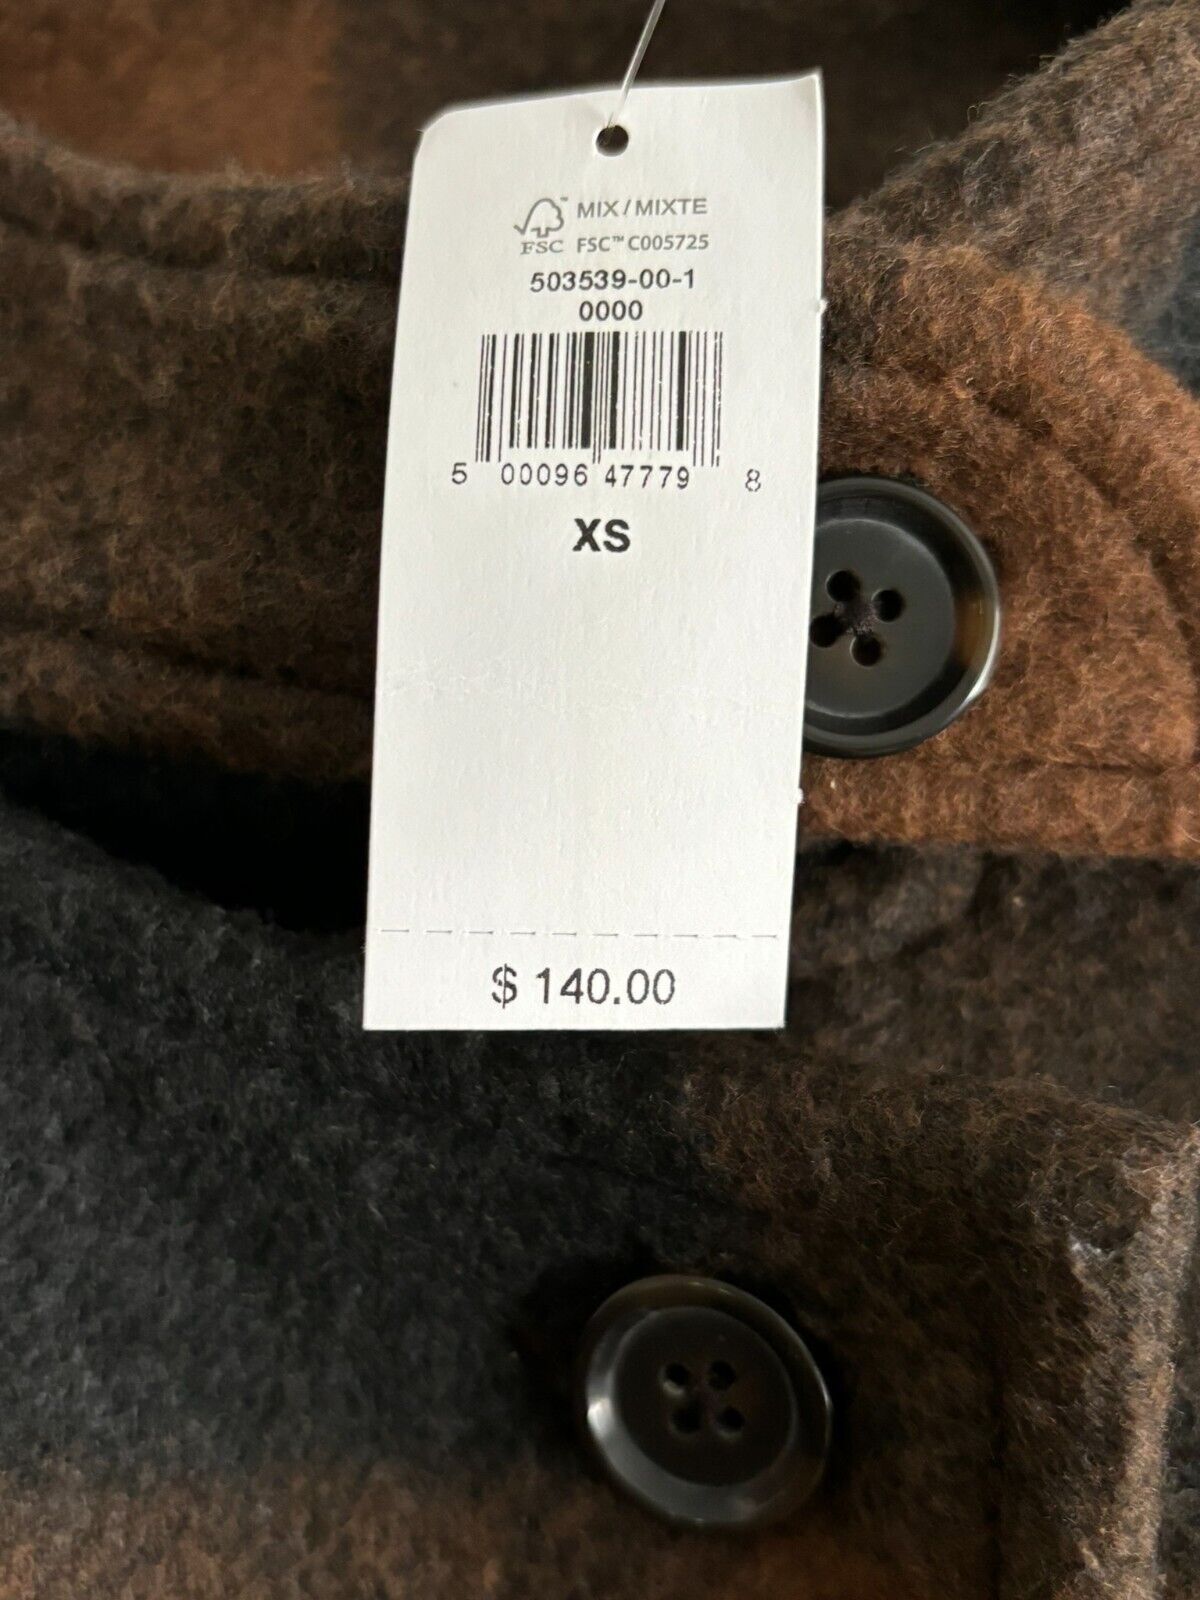 MIX / MIXTE
FSC FSC™ C005725
503539-00-1
0000
5 00096 47779 8
XS
$ 140.00